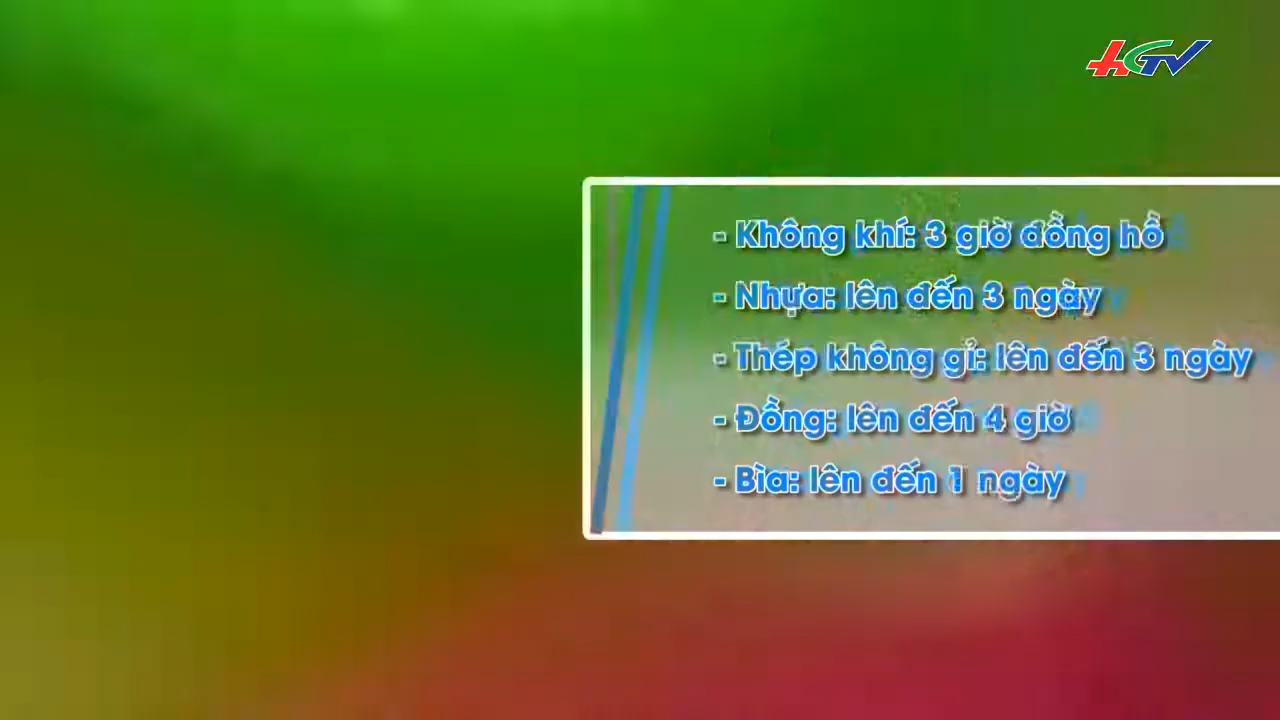 HGTV
- Không khí: 3 giờ đồng hồ
- Nhựa: lên đến 3 ngày
- Thép không gỉ: lên đến 3 ngày
- Đồng: lên đến 4 giờ
- Bìa: lên đến 1 ngày